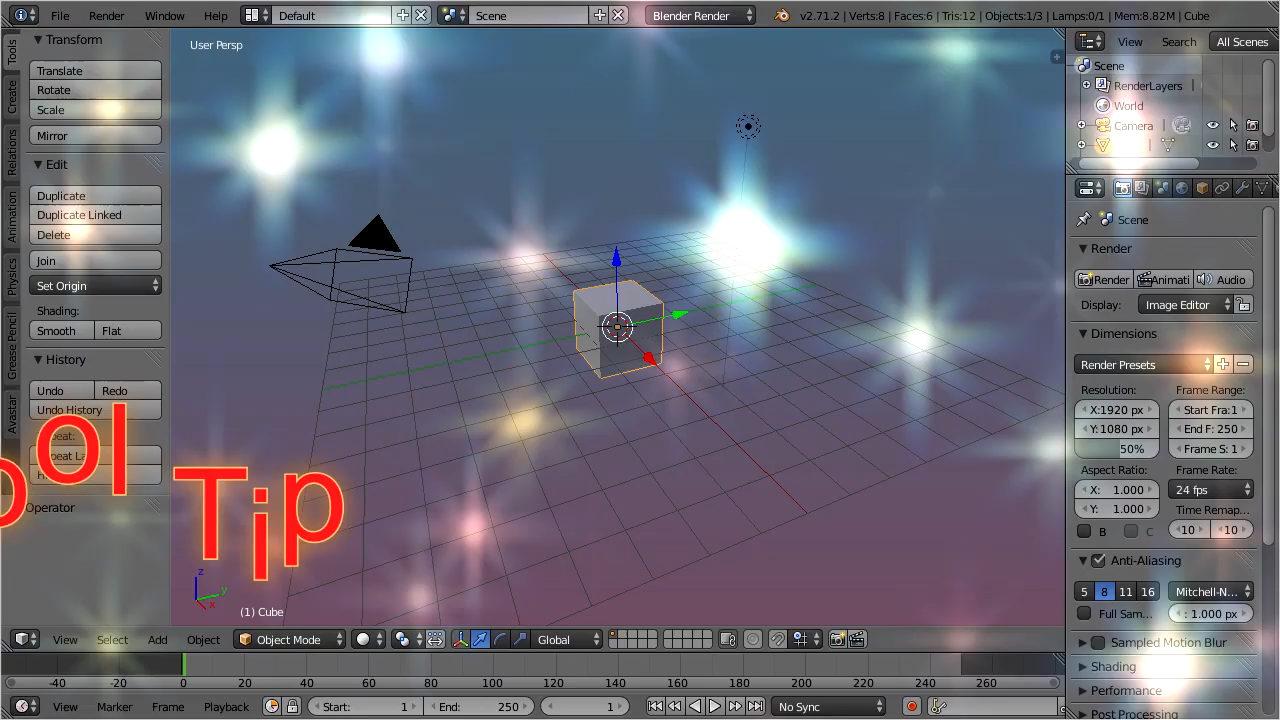 File Render Window Help Default Scene Blender Render v2.71.2 | Verts:8 | Faces:6 | Tris:12 | Objects:1/3 | Lamps:0/1 | Mem:8.82M | Cube
Tools
Create
Relations
Animation
Physics
Grease Pencil
Avastar
Transform
Translate
Rotate
Scale
Mirror
Edit
Duplicate
Duplicate Linked
Delete
Join
Set Origin
Shading:
Smooth Flat
History
Undo Redo
Undo History
Operator
ool Tip
User Persp
(1) Cube
z
y
x
View Search All Scenes
Scene
RenderLayers
World
Camera
Scene
Render
Render Animati Audio
Display: Image Editor
Dimensions
Render Presets
Resolution: Frame Range:
X:1920 px Start Fra:1
Y:1080 px End F: 250
50% Frame S: 1
Aspect Ratio: Frame Rate:
X: 1.000 24 fps
Y: 1.000 Time Remap...
B C 10 10
Anti-Aliasing
5 8 11 16 Mitchell-N...
Full Sam... : 1.000 px
Sampled Motion Blur
Shading
Performance
Post Processing
View Select Add Object Object Mode Global
-40 -20 0 20 40 60 80 100 120 140 160 180 200 220 240 260
View Marker Frame Playback Start: 1 End: 250 1 No Sync